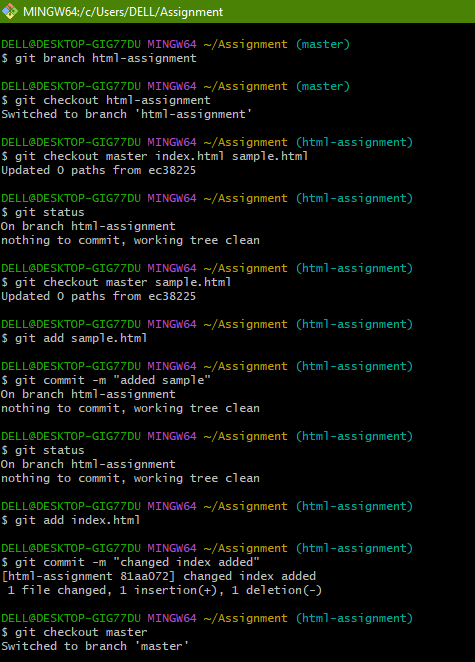 MINGW64:/c/Users/DELL/Assignment
DELL@DESKTOP-GIG77DU MINGW64 ~/Assignment (master)
$ git branch html-assignment
DELL@DESKTOP-GIG77DU MINGW64 ~/Assignment (master)
$ git checkout html-assignment
Switched to branch 'html-assignment'
DELL@DESKTOP-GIG77DU MINGW64 ~/Assignment (html-assignment)
$ git checkout master index.html sample.html
Updated 0 paths from ec38225
DELL@DESKTOP-GIG77DU MINGW64 ~/Assignment (html-assignment)
$ git status
On branch html-assignment
nothing to commit, working tree clean
DELL@DESKTOP-GIG77DU MINGW64 ~/Assignment (html-assignment)
$ git checkout master sample.html
Updated 0 paths from ec38225
DELL@DESKTOP-GIG77DU MINGW64 ~/Assignment (html-assignment)
$ git add sample.html
DELL@DESKTOP-GIG77DU MINGW64 ~/Assignment (html-assignment)
$ git commit -m "added sample"
On branch html-assignment
nothing to commit, working tree clean
DELL@DESKTOP-GIG77DU MINGW64 ~/Assignment (html-assignment)
$ git status
On branch html-assignment
nothing to commit, working tree clean
DELL@DESKTOP-GIG77DU MINGW64 ~/Assignment (html-assignment)
$ git add index.html
DELL@DESKTOP-GIG77DU MINGW64 ~/Assignment (html-assignment)
$ git commit -m "changed index added"
[html-assignment 81aa072] changed index added
1 file changed, 1 insertion(+), 1 deletion(-)
DELL@DESKTOP-GIG77DU MINGW64 ~/Assignment (html-assignment)
$ git checkout master
Switched to branch 'master'